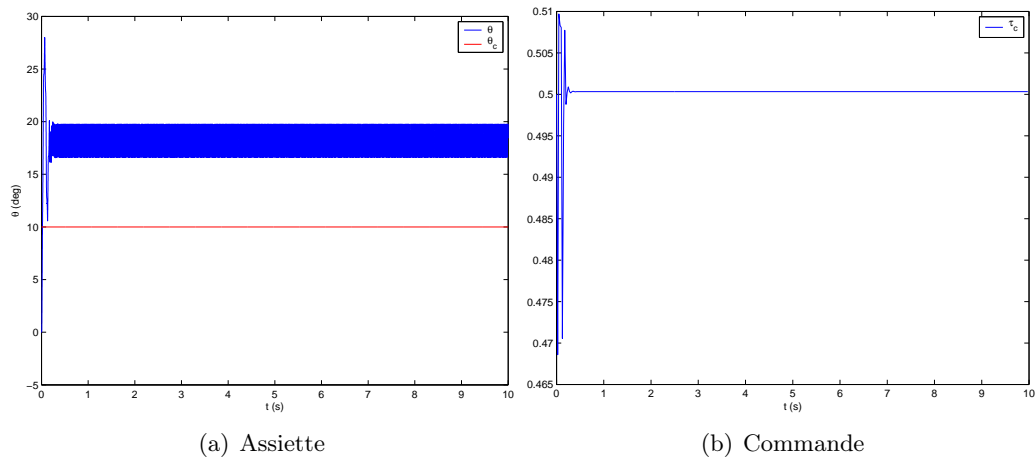 30
25
20
15
10
5
0
−5
θ (deg)
0 1 2 3 4 5 6 7 8 9 10
t (s)
θ
θ_c
(a) Assiette
0.51
0.505
0.5
0.495
0.49
0.485
0.48
0.475
0.47
0.465
0 1 2 3 4 5 6 7 8 9 10
t (s)
τ_c
(b) Commande